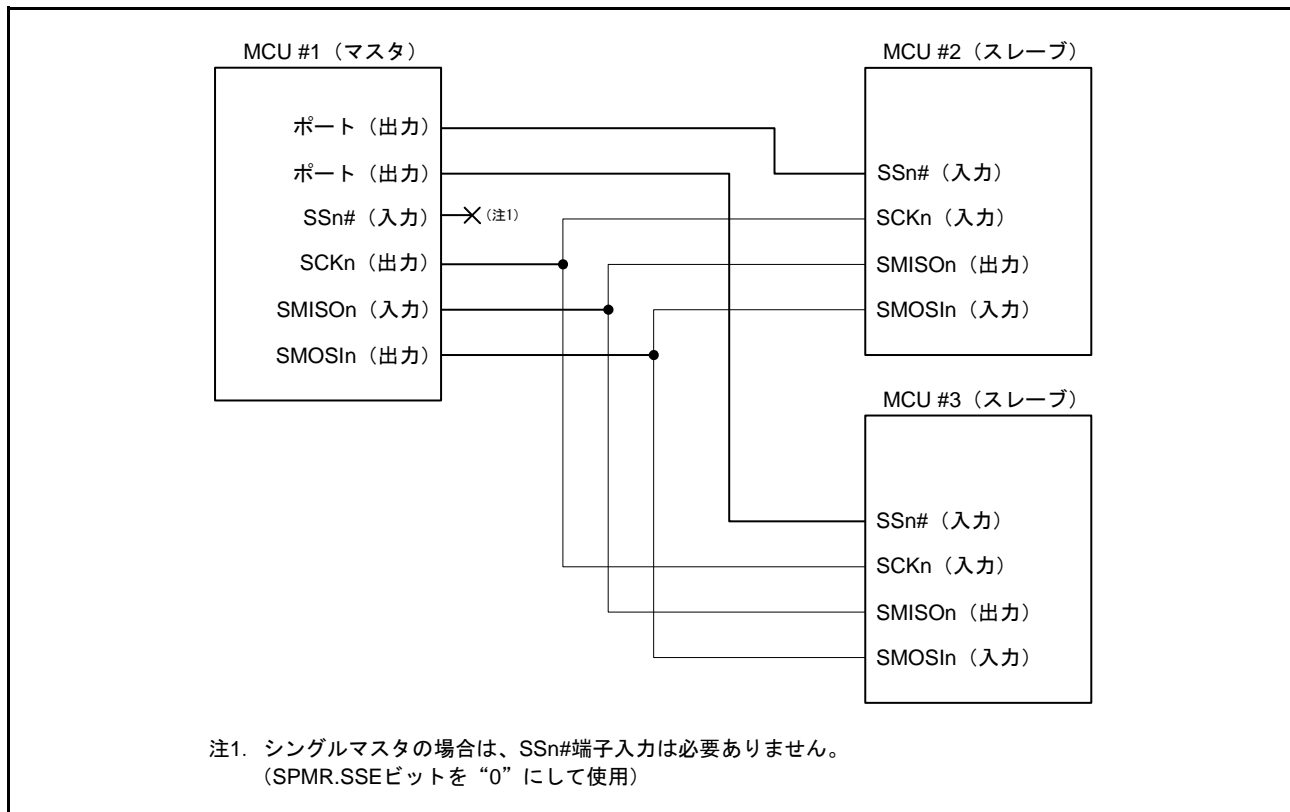 MCU #1（マスタ）
ポート（出力）
ポート（出力）
SSn#（入力）
（注1）
SCKn（出力）
SMISOn（入力）
SMOSIn（出力）
MCU #2（スレーブ）
SSn#（入力）
SCKn（入力）
SMISOn（出力）
SMOSIn（入力）
MCU #3（スレーブ）
SSn#（入力）
SCKn（入力）
SMISOn（出力）
SMOSIn（入力）
注1. シングルマスタの場合は、SSn#端子入力は必要ありません。
（SPMR.SSEビットを“0”にして使用）